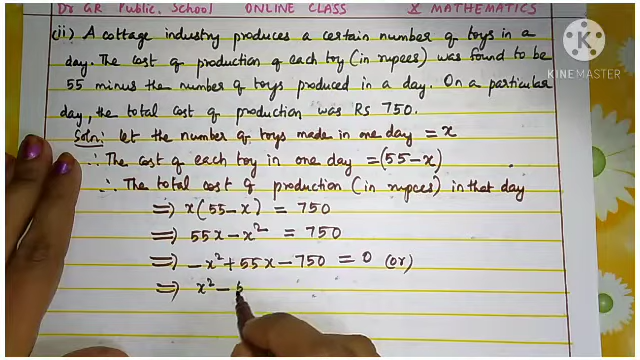 Dr GR Public School ONLINE CLASS X MATHEMATICS
(ii) A cottage industry produces a certain number of toys in a
day. The cost of production of each toy (in rupees) was found to be
55 minus the number of toys produced in a day. On a particular
day, the total cost of production was Rs 750.
Soln: let the number of toys made in one day = x
∴ The cost of each toy in one day = (55 - x)
∴ The total cost of production (in rupees) in that day
⇒ x(55 - x) = 750
⇒ 55x - x² = 750
⇒ -x² + 55x - 750 = 0 (or)
⇒ x² -
KINEMASTER